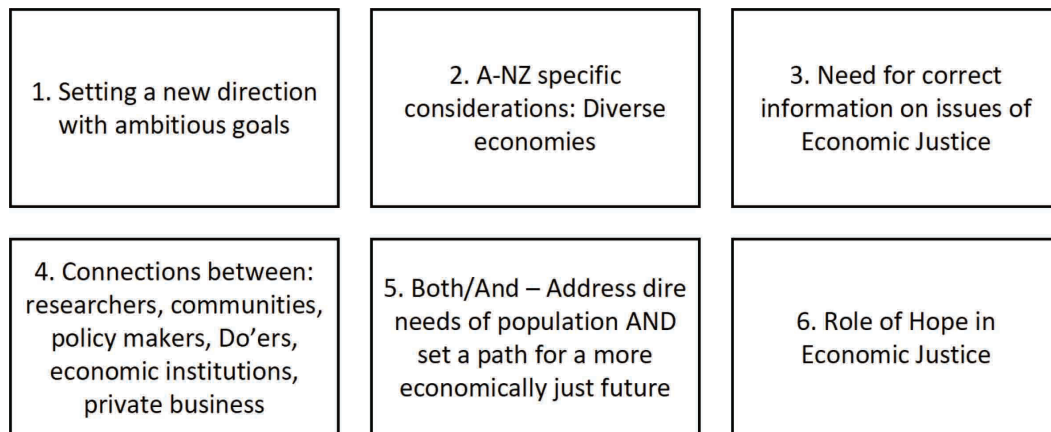 1. Setting a new direction
with ambitious goals
2. A-NZ specific
considerations: Diverse
economies
3. Need for correct
information on issues of
Economic Justice
4. Connections between:
researchers, communities,
policy makers, Do’ers,
economic institutions,
private business
5. Both/And – Address dire
needs of population AND
set a path for a more
economically just future
6. Role of Hope in
Economic Justice